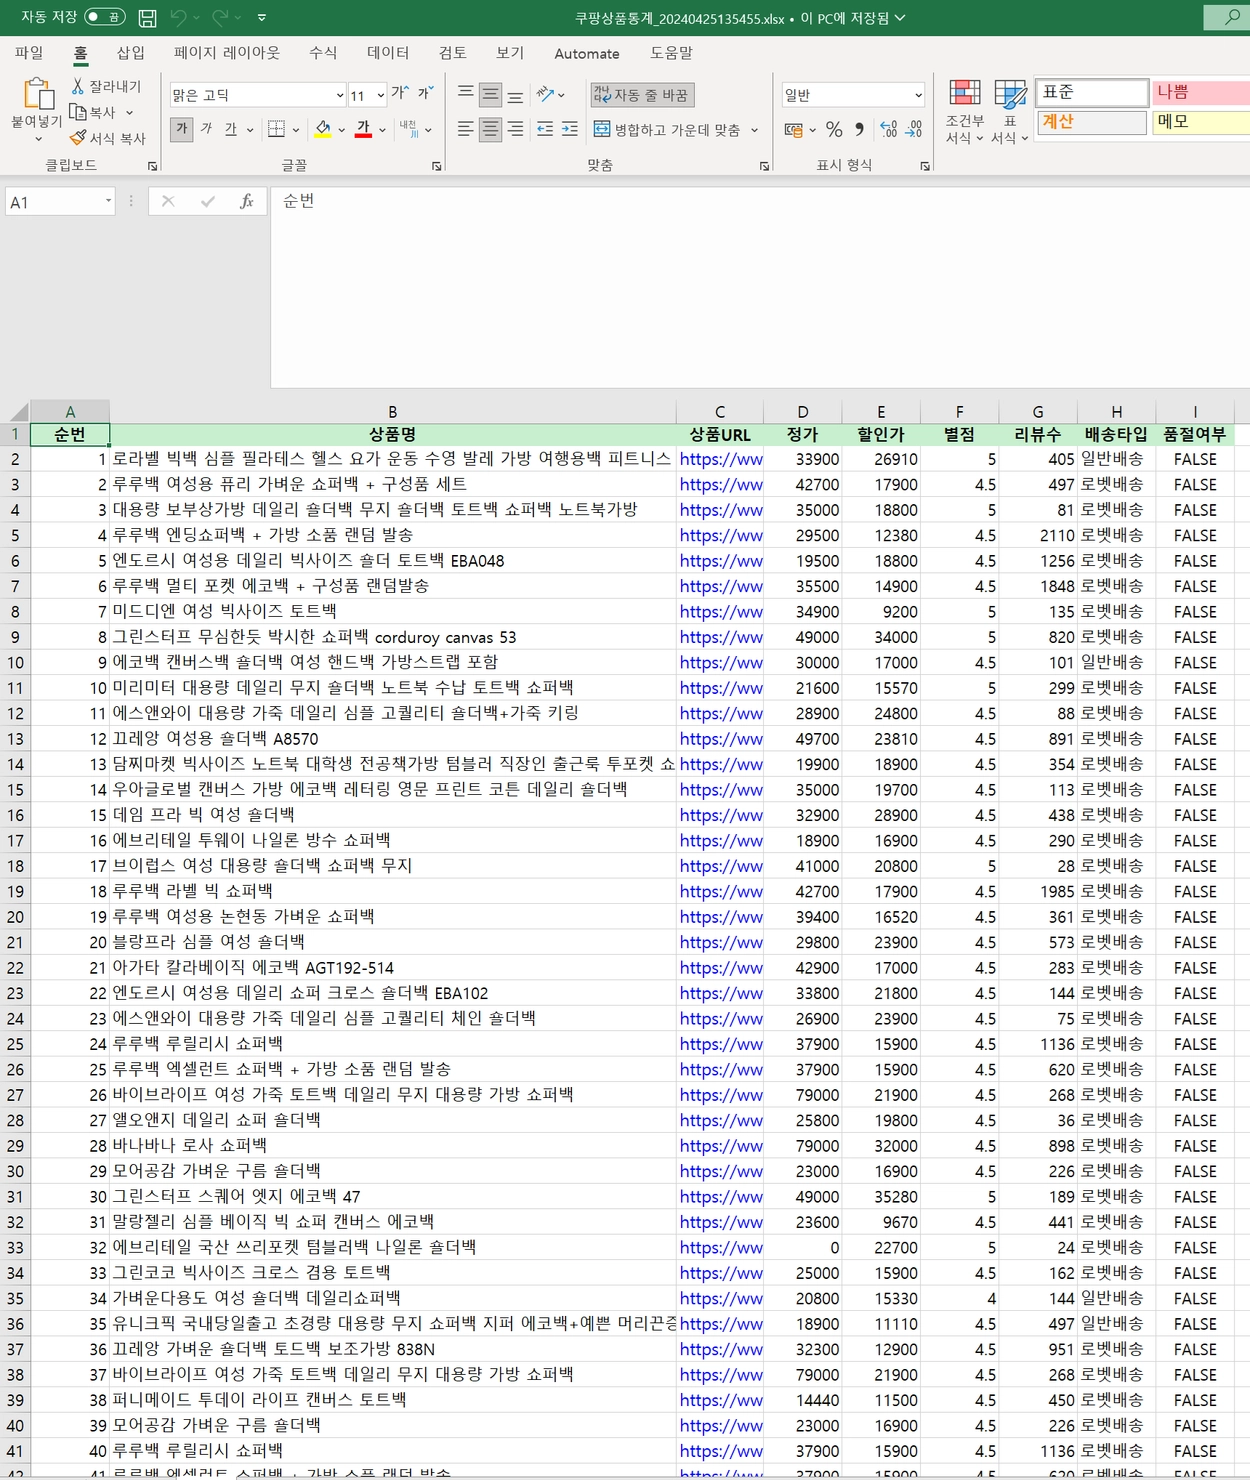 자동 저장 끔 쿠팡상품통계_20240425135455.xlsx • 이 PC에 저장됨
파일 홈 삽입 페이지 레이아웃 수식 데이터 검토 보기 Automate 도움말
붙여넣기 잘라내기 복사 서식 복사 클립보드
맑은 고딕 11 가 가 가 가 가 가 내천 글꼴
가나다 자동 줄 바꿈 병합하고 가운데 맞춤 맞춤
일반 % 표시 형식
조건부 서식 표 서식 표준 나쁨 계산 메모
A1 fx 순번
A B C D E F G H I
1 순번 상품명 상품URL 정가 할인가 별점 리뷰수 배송타입 품절여부
2 1 로라벨 빅백 심플 필라테스 헬스 요가 운동 수영 발레 가방 여행용백 피트니스 https://ww 33900 26910 5 405 일반배송 FALSE
3 2 루루백 여성용 퓨리 가벼운 쇼퍼백 + 구성품 세트 https://ww 42700 17900 4.5 497 로벳배송 FALSE
4 3 대용량 보부상가방 데일리 숄더백 무지 숄더백 토트백 쇼퍼백 노트북가방 https://ww 35000 18800 5 81 로벳배송 FALSE
5 4 루루백 엔딩쇼퍼백 + 가방 소품 랜덤 발송 https://ww 29500 12380 4.5 2110 로벳배송 FALSE
6 5 엔도르시 여성용 데일리 빅사이즈 숄더 토트백 EBA048 https://ww 19500 18800 4.5 1256 로벳배송 FALSE
7 6 루루백 멀티 포켓 에코백 + 구성품 랜덤발송 https://ww 35500 14900 4.5 1848 로벳배송 FALSE
8 7 미드디엔 여성 빅사이즈 토트백 https://ww 34900 9200 5 135 로벳배송 FALSE
9 8 그린스터프 무심한듯 박시한 쇼퍼백 corduroy canvas 53 https://ww 49000 34000 5 820 로벳배송 FALSE
10 9 에코백 캔버스백 숄더백 여성 핸드백 가방스트랩 포함 https://ww 30000 17000 4.5 101 일반배송 FALSE
11 10 미리미터 대용량 데일리 무지 숄더백 노트북 수납 토트백 쇼퍼백 https://ww 21600 15570 5 299 로벳배송 FALSE
12 11 에스앤와이 대용량 가죽 데일리 심플 고퀄리티 숄더백+가죽 키링 https://ww 28900 24800 4.5 88 로벳배송 FALSE
13 12 끄레앙 여성용 숄더백 A8570 https://ww 49700 23810 4.5 891 로벳배송 FALSE
14 13 담찌마켓 빅사이즈 노트북 대학생 전공책가방 텀블러 직장인 출근룩 투포켓 쇼 https://ww 19900 18900 4.5 354 로벳배송 FALSE
15 14 우아글로벌 캔버스 가방 에코백 레터링 영문 프린트 코튼 데일리 숄더백 https://ww 35000 19700 4.5 113 로벳배송 FALSE
16 15 데임 프라 빅 여성 숄더백 https://ww 32900 28900 4.5 438 로벳배송 FALSE
17 16 에브리테일 투웨이 나일론 방수 쇼퍼백 https://ww 18900 16900 4.5 290 로벳배송 FALSE
18 17 브이럽스 여성 대용량 숄더백 쇼퍼백 무지 https://ww 41000 20800 5 28 로벳배송 FALSE
19 18 루루백 라벨 빅 쇼퍼백 https://ww 42700 17900 4.5 1985 로벳배송 FALSE
20 19 루루백 여성용 논현동 가벼운 쇼퍼백 https://ww 39400 16520 4.5 361 로벳배송 FALSE
21 20 블랑프라 심플 여성 숄더백 https://ww 29800 23900 4.5 573 로벳배송 FALSE
22 21 아가타 칼라베이직 에코백 AGT192-514 https://ww 42900 17000 4.5 283 로벳배송 FALSE
23 22 엔도르시 여성용 데일리 쇼퍼 크로스 숄더백 EBA102 https://ww 33800 21800 4.5 144 로벳배송 FALSE
24 23 에스앤와이 대용량 가죽 데일리 심플 고퀄리티 체인 숄더백 https://ww 26900 23900 4.5 75 로벳배송 FALSE
25 24 루루백 루릴리시 쇼퍼백 https://ww 37900 15900 4.5 1136 로벳배송 FALSE
26 25 루루백 엑셀런트 쇼퍼백 + 가방 소품 랜덤 발송 https://ww 37900 15900 4.5 620 로벳배송 FALSE
27 26 바이브라이프 여성 가죽 토트백 데일리 무지 대용량 가방 쇼퍼백 https://ww 79000 21900 4.5 268 로벳배송 FALSE
28 27 앨오앤지 데일리 쇼퍼 숄더백 https://ww 25800 19800 4.5 36 로벳배송 FALSE
29 28 바나바나 로사 쇼퍼백 https://ww 79000 32000 4.5 898 로벳배송 FALSE
30 29 모어공감 가벼운 구름 숄더백 https://ww 23000 16900 4.5 226 로벳배송 FALSE
31 30 그린스터프 스퀘어 엣지 에코백 47 https://ww 49000 35280 5 189 로벳배송 FALSE
32 31 말랑젤리 심플 베이직 빅 쇼퍼 캔버스 에코백 https://ww 23600 9670 4.5 441 로벳배송 FALSE
33 32 에브리테일 국산 쓰리포켓 텀블러백 나일론 숄더백 https://ww 0 22700 5 24 로벳배송 FALSE
34 33 그린코코 빅사이즈 크로스 겸용 토트백 https://ww 25000 15900 4.5 162 로벳배송 FALSE
35 34 가벼운다용도 여성 숄더백 데일리쇼퍼백 https://ww 20800 15330 4 144 일반배송 FALSE
36 35 유니크픽 국내당일출고 초경량 대용량 무지 쇼퍼백 지퍼 에코백+예쁜 머리끈증 https://ww 18900 11110 4.5 497 일반배송 FALSE
37 36 끄레앙 가벼운 숄더백 토드백 보조가방 838N https://ww 32300 12900 4.5 951 로벳배송 FALSE
38 37 바이브라이프 여성 가죽 토트백 데일리 무지 대용량 가방 쇼퍼백 https://ww 79000 21900 4.5 268 로벳배송 FALSE
39 38 퍼니메이드 투데이 라이프 캔버스 토트백 https://ww 14440 11500 4.5 450 로벳배송 FALSE
40 39 모어공감 가벼운 구름 숄더백 https://ww 23000 16900 4.5 226 로벳배송 FALSE
41 40 루루백 루릴리시 쇼퍼백 https://ww 37900 15900 4.5 1136 로벳배송 FALSE